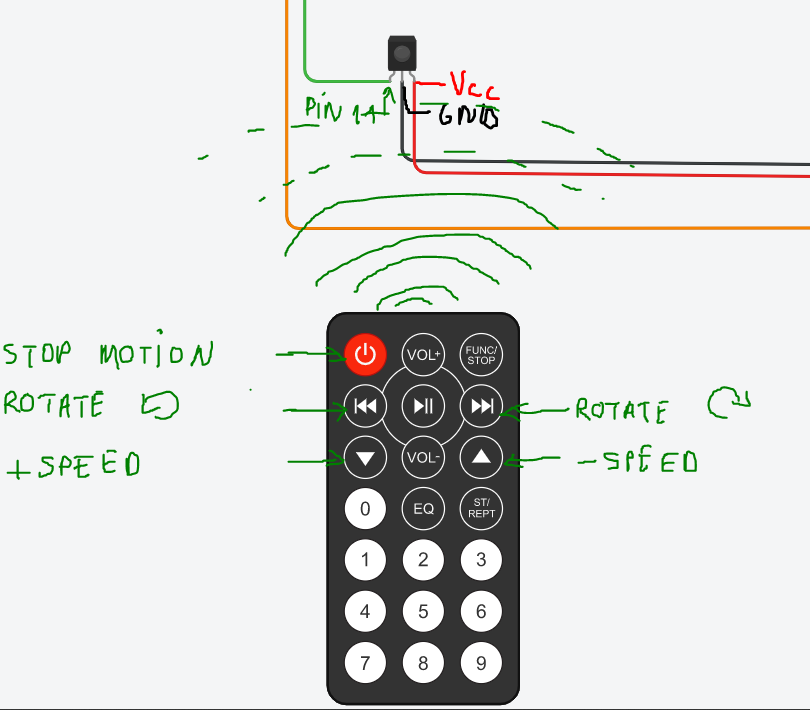 Vcc
PIN 14
GND
STOP MOTION
VOL+
FUNC/
STOP
ROTATE
ROTATE
+SPEED
VOL-
-SPEED
0
EQ
ST/
REPT
1 2 3
4 5 6
7 8 9